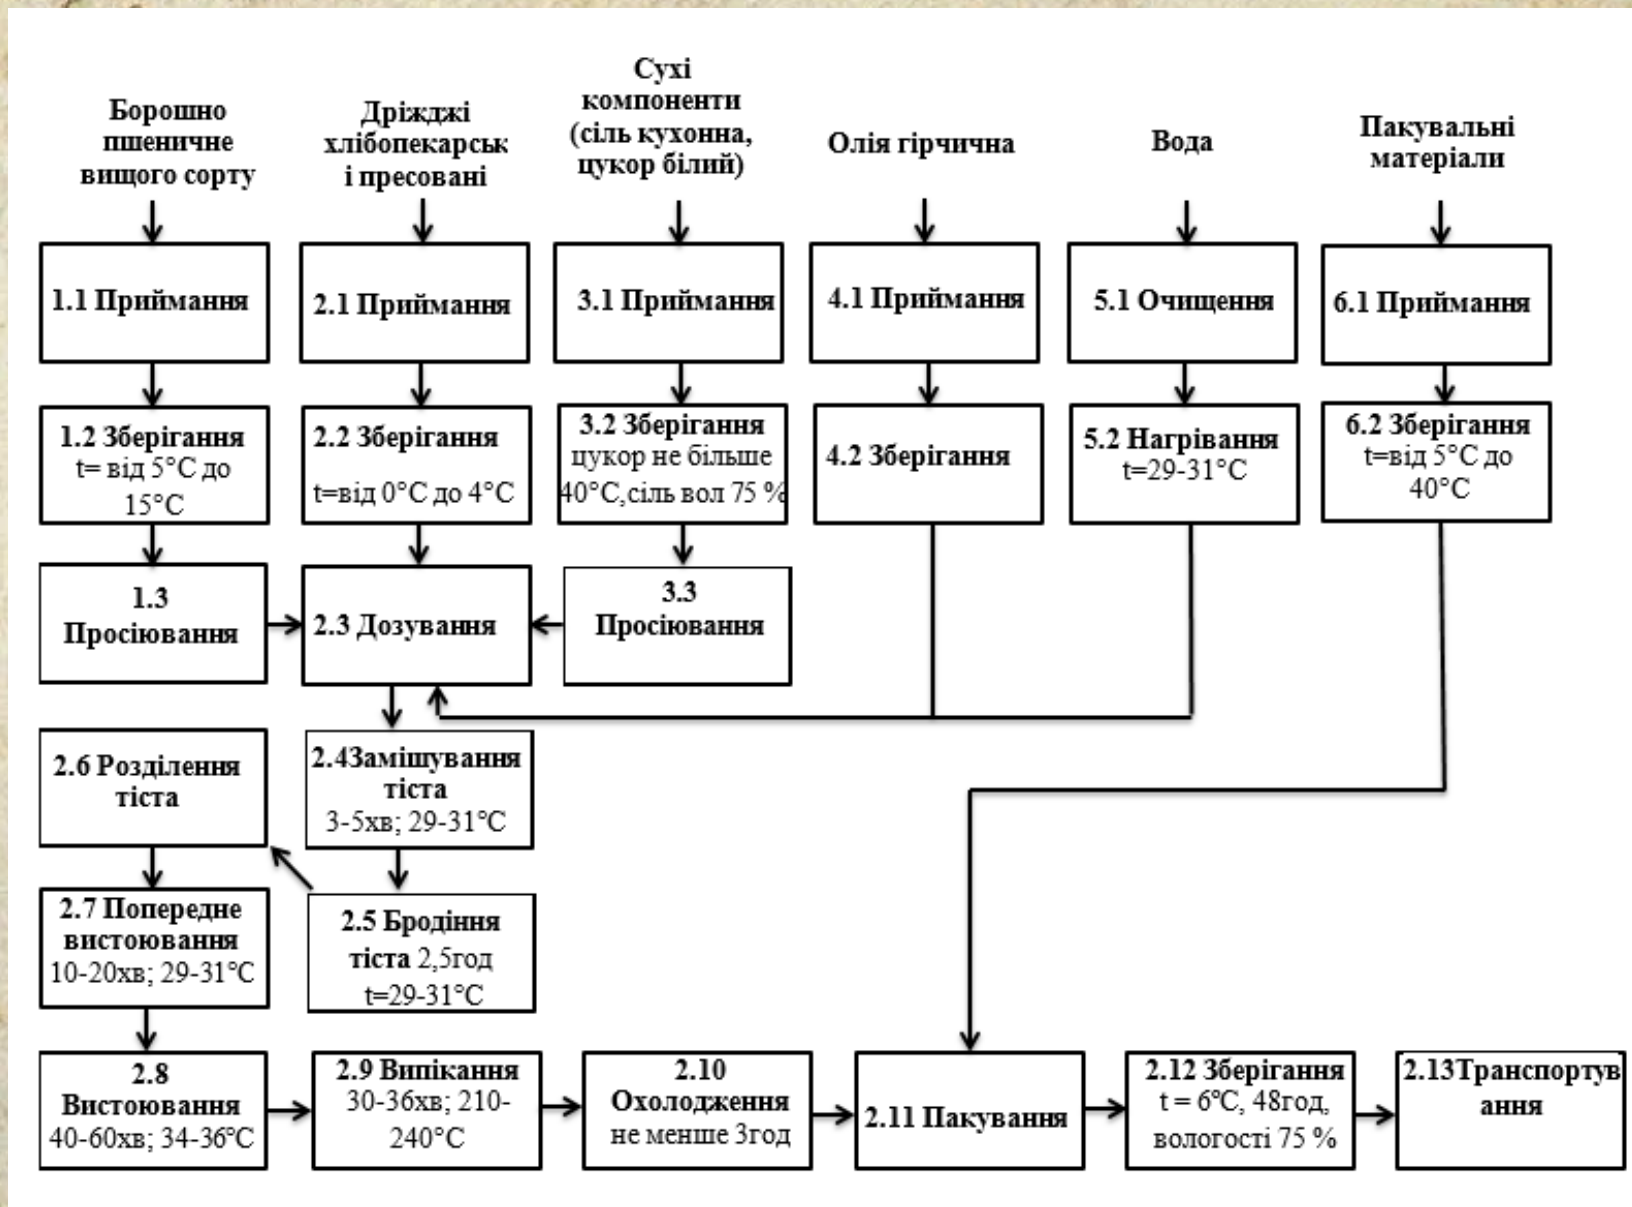 Борошно
пшеничне
вищого сорту
Дріжджі
хлібопекарськ
і пресовані
Сухі
компоненти
(сіль кухонна,
цукор білий)
Олія гірчична
Вода
Пакувальні
матеріали
1.1 Приймання
2.1 Приймання
3.1 Приймання
4.1 Приймання
5.1 Очищення
6.1 Приймання
1.2 Зберігання
t= від 5°С до
15°С
2.2 Зберігання
t=від 0°С до 4°С
3.2 Зберігання
цукор не більше
40°С,сіль вол 75 %
4.2 Зберігання
5.2 Нагрівання
t=29-31°С
6.2 Зберігання
t=від 5°С до
40°С
1.3
Просіювання
2.3 Дозування
3.3
Просіювання
2.6 Розділення
тіста
2.4Замішування
тіста
3-5хв; 29-31°С
2.7 Попередне
вистоювання
10-20хв; 29-31°С
2.5 Бродіння
тіста 2,5год
t=29-31°С
2.8
Вистоювання
40-60хв; 34-36°С
2.9 Випікання
30-36хв; 210-
240°С
2.10
Охолодження
не менше 3год
2.11 Пакування
2.12 Зберігання
t = 6°С, 48год,
вологості 75 %
2.13Транспортув
ання